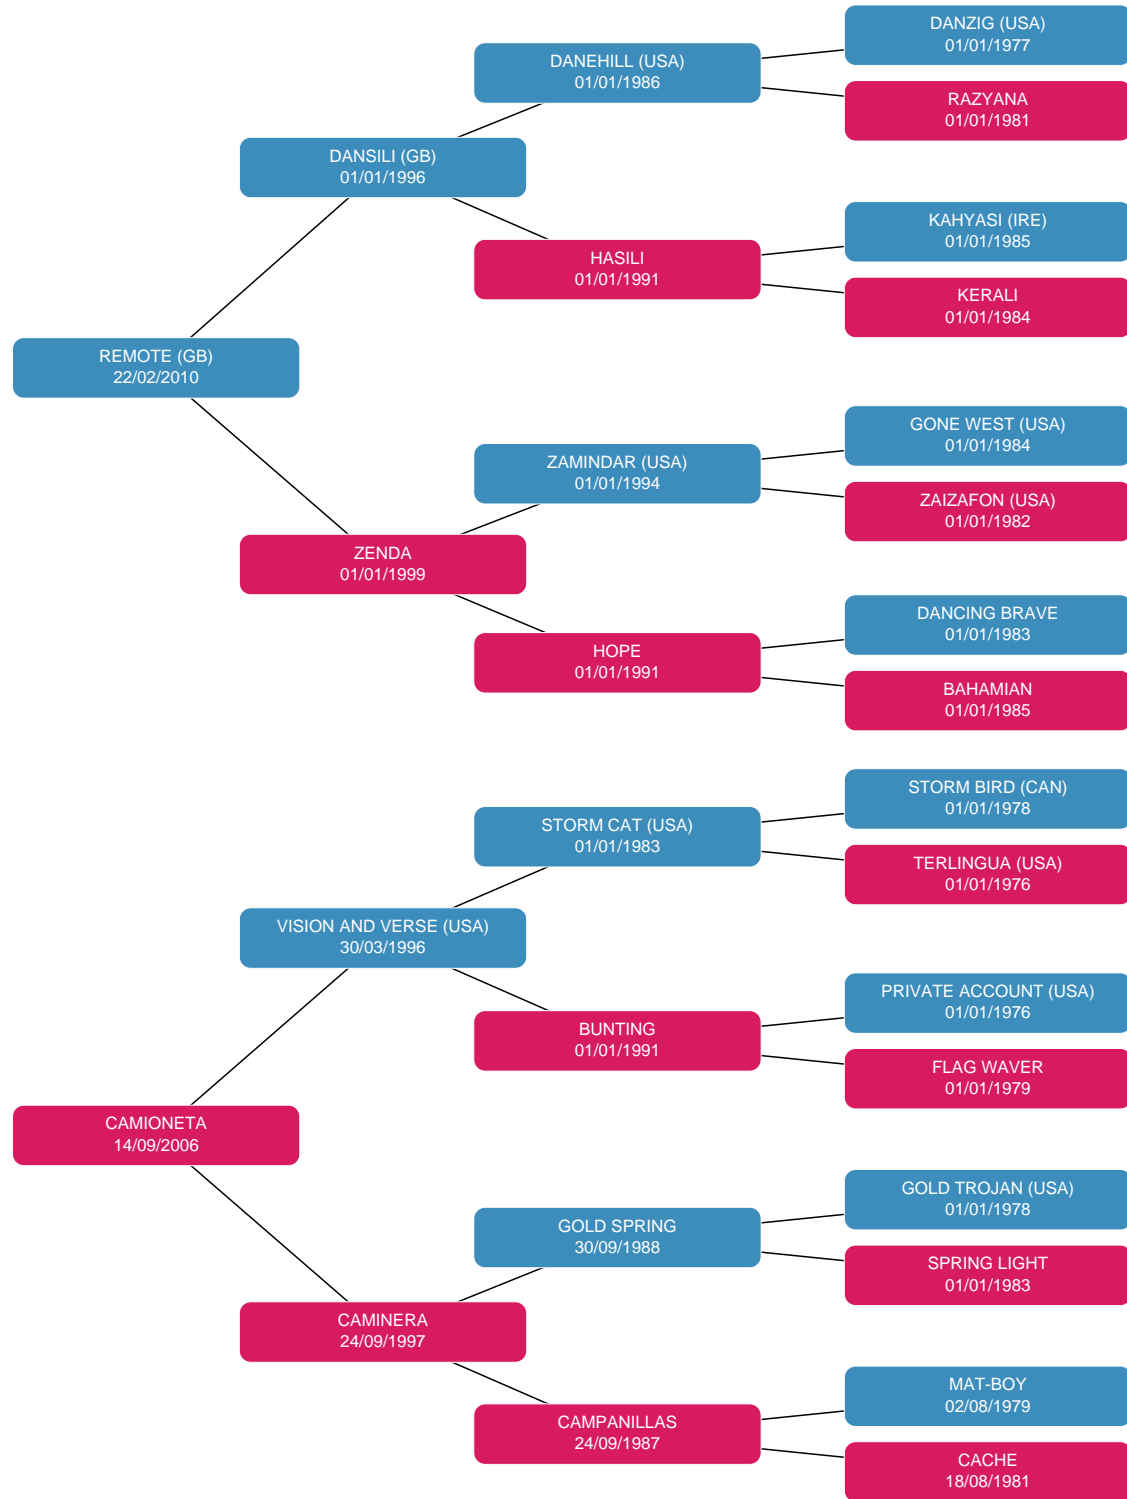 DANZIG (USA)
01/01/1977
DANEHILL (USA)
01/01/1986
RAZYANA
01/01/1981
DANSILI (GB)
01/01/1996
KAHYASI (IRE)
01/01/1985
HASILI
01/01/1991
KERALI
01/01/1984
REMOTE (GB)
22/02/2010
GONE WEST (USA)
01/01/1984
ZAMINDAR (USA)
01/01/1994
ZAIZAFON (USA)
01/01/1982
ZENDA
01/01/1999
DANCING BRAVE
01/01/1983
HOPE
01/01/1991
BAHAMIAN
01/01/1985
STORM BIRD (CAN)
01/01/1978
STORM CAT (USA)
01/01/1983
TERLINGUA (USA)
01/01/1976
VISION AND VERSE (USA)
30/03/1996
PRIVATE ACCOUNT (USA)
01/01/1976
BUNTING
01/01/1991
FLAG WAVER
01/01/1979
CAMIONETA
14/09/2006
GOLD TROJAN (USA)
01/01/1978
GOLD SPRING
30/09/1988
SPRING LIGHT
01/01/1983
CAMINERA
24/09/1997
MAT-BOY
02/08/1979
CAMPANILLAS
24/09/1987
CACHE
18/08/1981